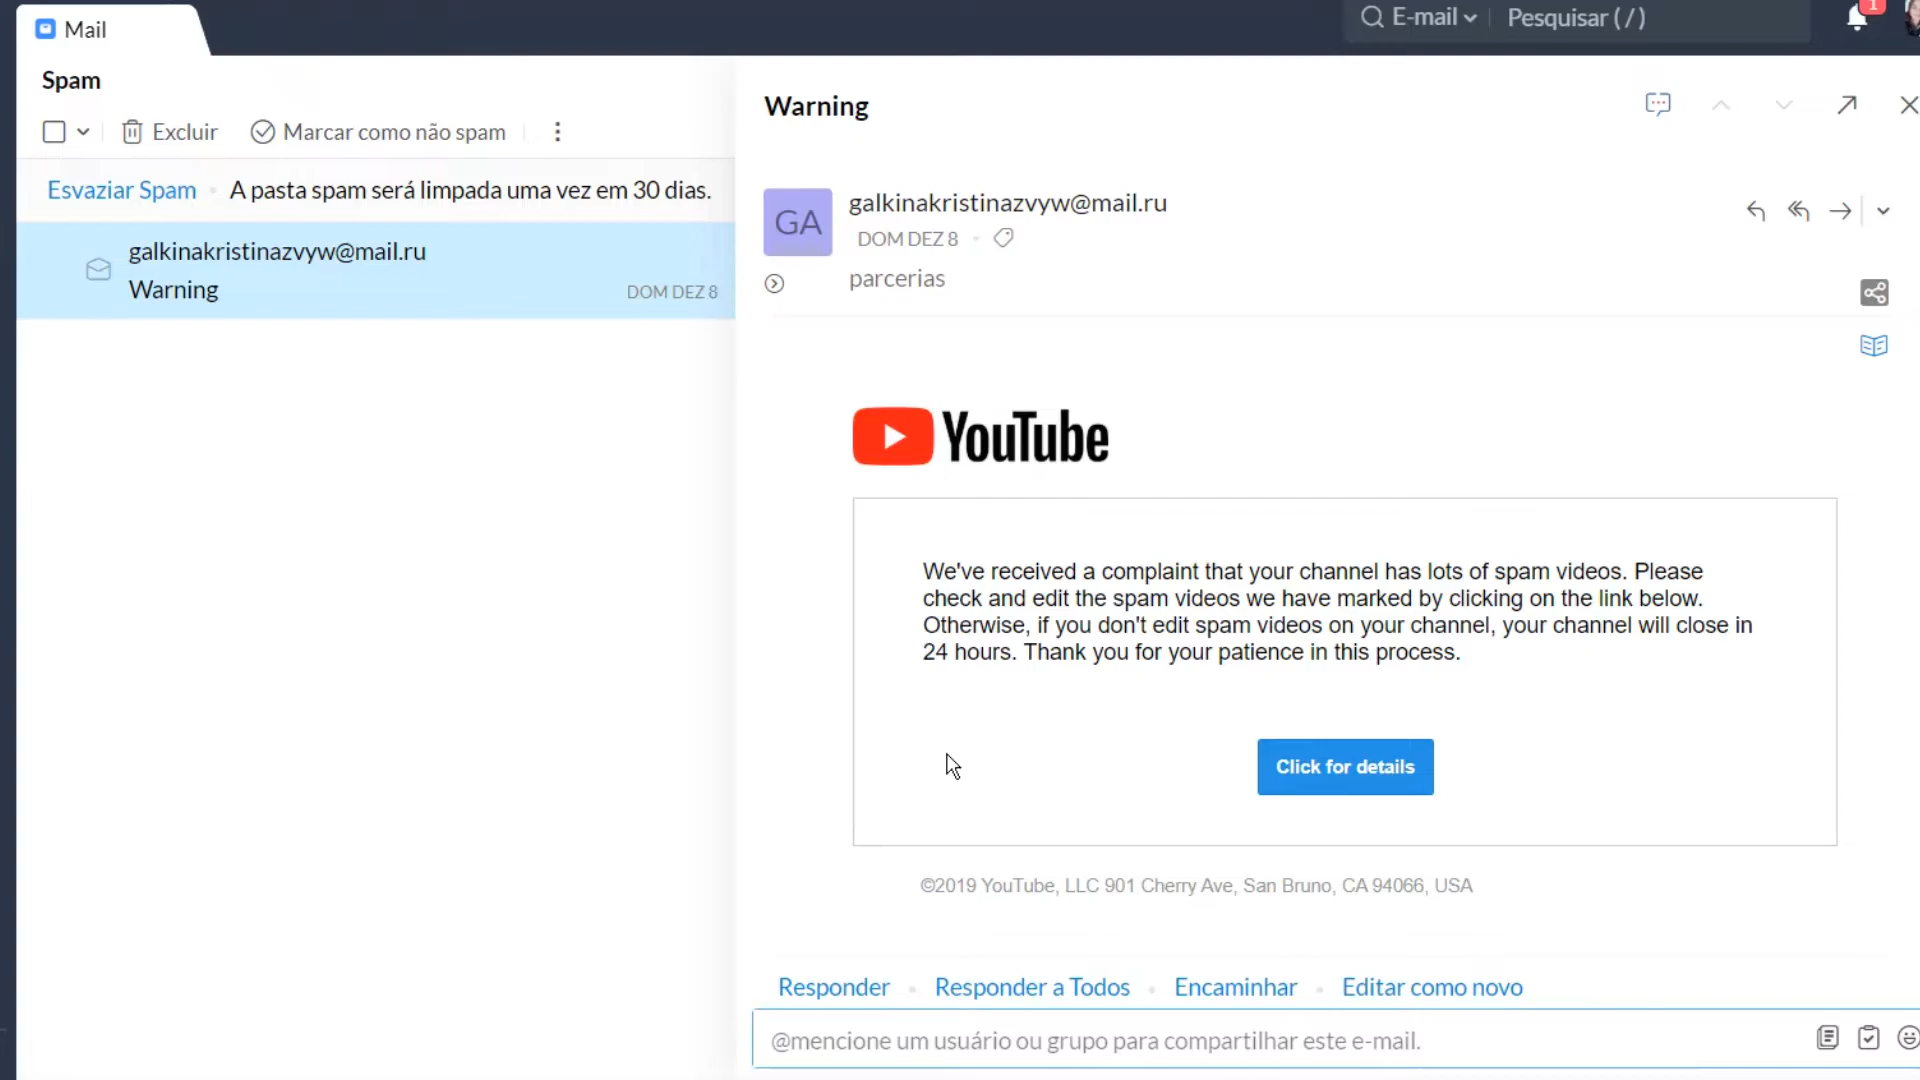 Mail
E-mail
Pesquisar ( / )
1
Spam
Excluir
Marcar como não spam
Esvaziar Spam
A pasta spam será limpada uma vez em 30 dias.
galkinakristinazvyw@mail.ru
Warning
DOM DEZ 8
Warning
GA
galkinakristinazvyw@mail.ru
DOM DEZ 8
parcerias
YouTube
We've received a complaint that your channel has lots of spam videos. Please
check and edit the spam videos we have marked by clicking on the link below.
Otherwise, if you don't edit spam videos on your channel, your channel will close in
24 hours. Thank you for your patience in this process.
Click for details
©2019 YouTube, LLC 901 Cherry Ave, San Bruno, CA 94066, USA
Responder
Responder a Todos
Encaminhar
Editar como novo
@mencione um usuário ou grupo para compartilhar este e-mail.